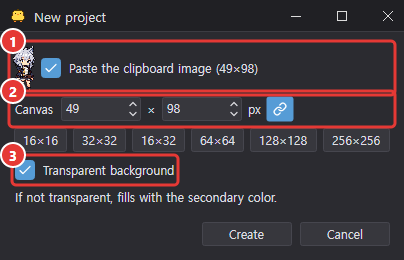 New project
1
Paste the clipboard image (49×98)
2
Canvas 49 × 98 px
16×16 32×32 16×32 64×64 128×128 256×256
3
Transparent background
If not transparent, fills with the secondary color.
Create Cancel